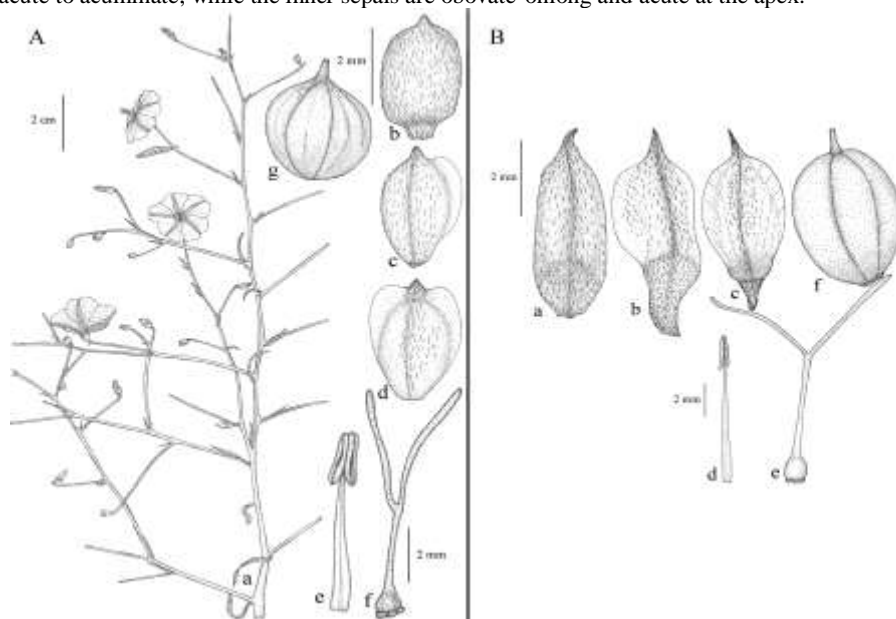 acute to acuminate, while the inner sepals are obovate-oblong and acute at the apex.
A
B
2 cm
2 mm
b
g
c
d
a
e
f
2 mm
2 mm
a
b
c
f
2 mm
d
e